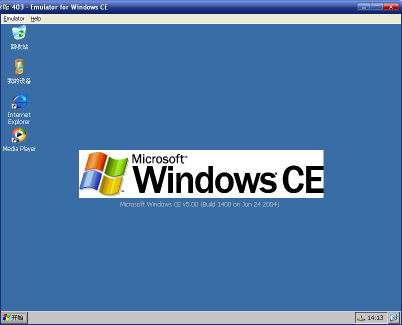 403 - Emulator for Windows CE
Emulator Help
回收站
我的设备
Internet
Explorer
Media Player
Microsoft
Windows CE
Microsoft Windows CE v5.00 (Build 1400 on Jun 24 2004)
开始
14:13